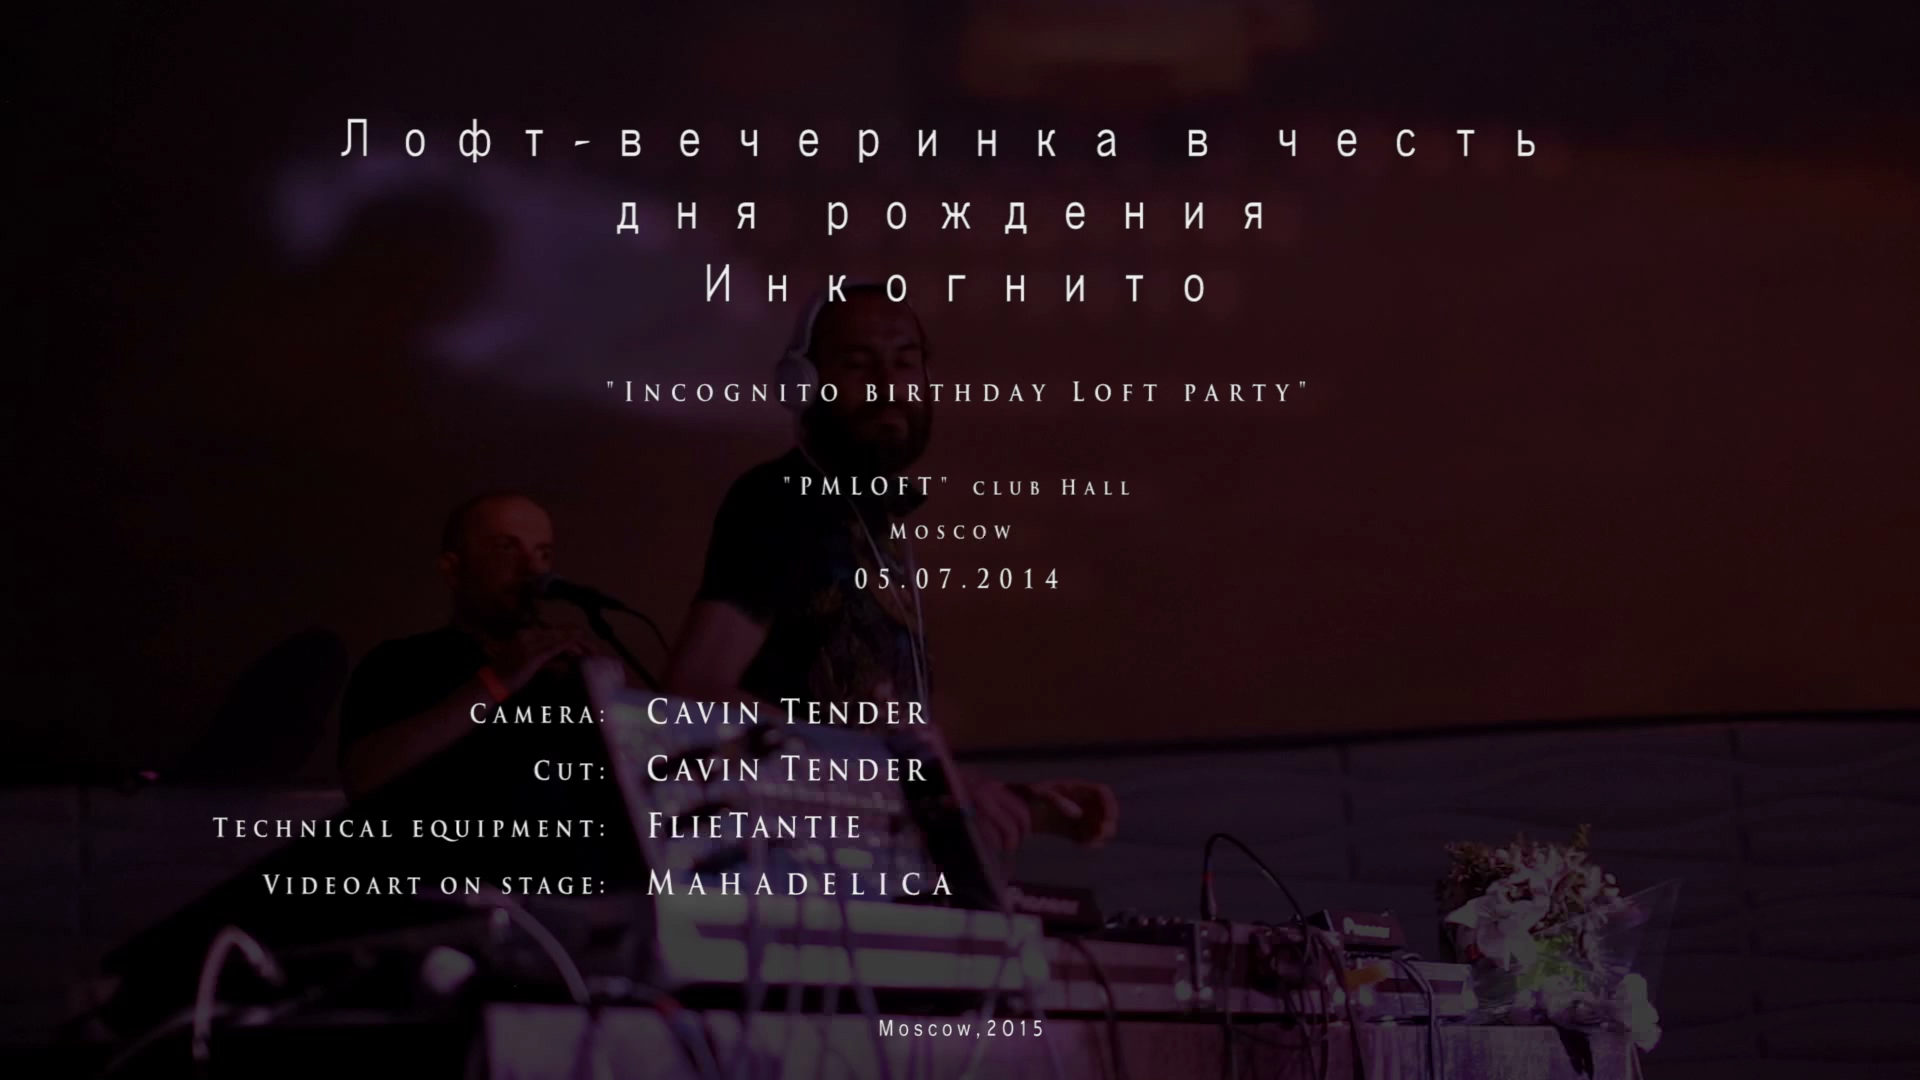 Лофт-вечеринка в честь
дня рождения
Инкогнито
"Incognito birthday Loft party"
"PMLOFT" club Hall
Moscow
05.07.2014
Camera: Cavin Tender
Cut: Cavin Tender
Technical equipment: FlieTantie
Videoart on stage: Mahadelica
Pioneer
Moscow,2015